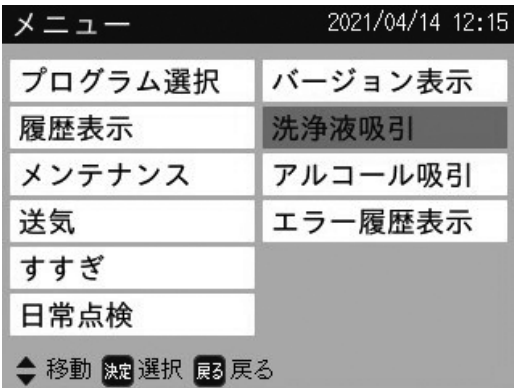 メニュー 2021/04/14 12:15
プログラム選択 バージョン表示
履歴表示 洗浄液吸引
メンテナンス アルコール吸引
送気 エラー履歴表示
すすぎ
日常点検
移動 決定 選択 戻る 戻る